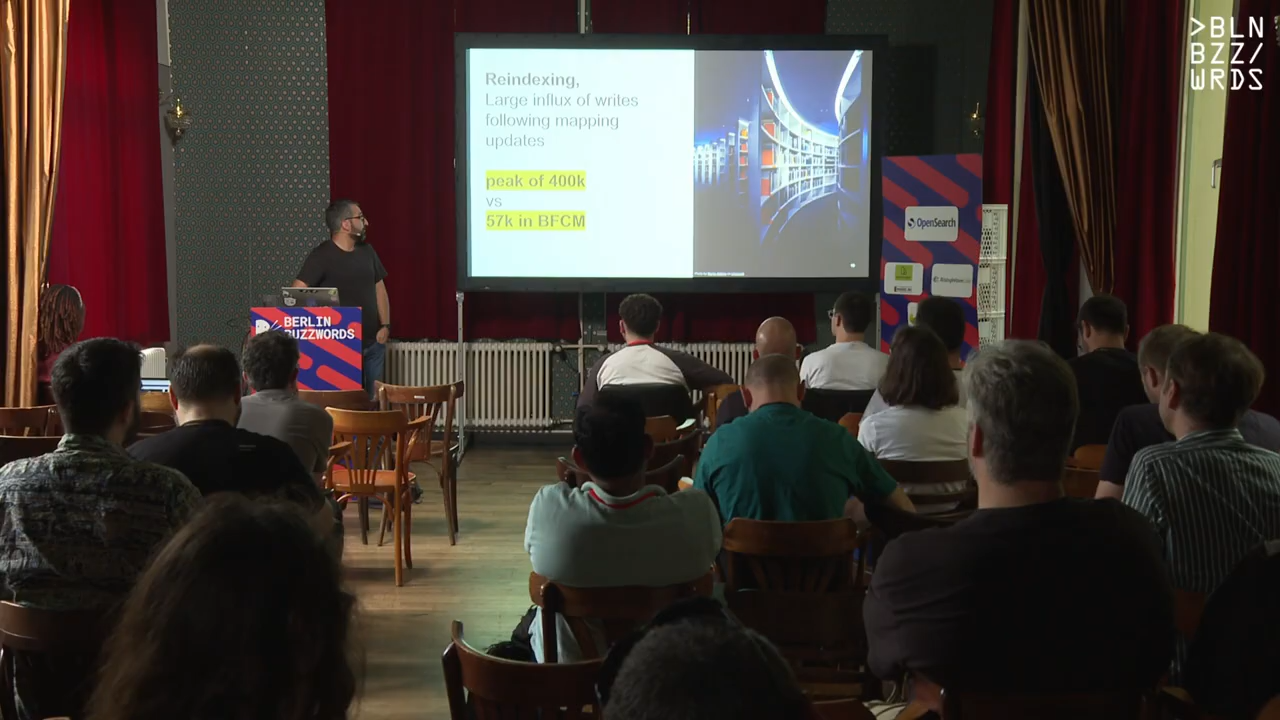 >BLN
BZZ/
WRDS
Reindexing,
Large influx of writes
following mapping
updates
peak of 400k
vs
57k in BFCM
OpenSearch
BERLIN
BUZZWORDS